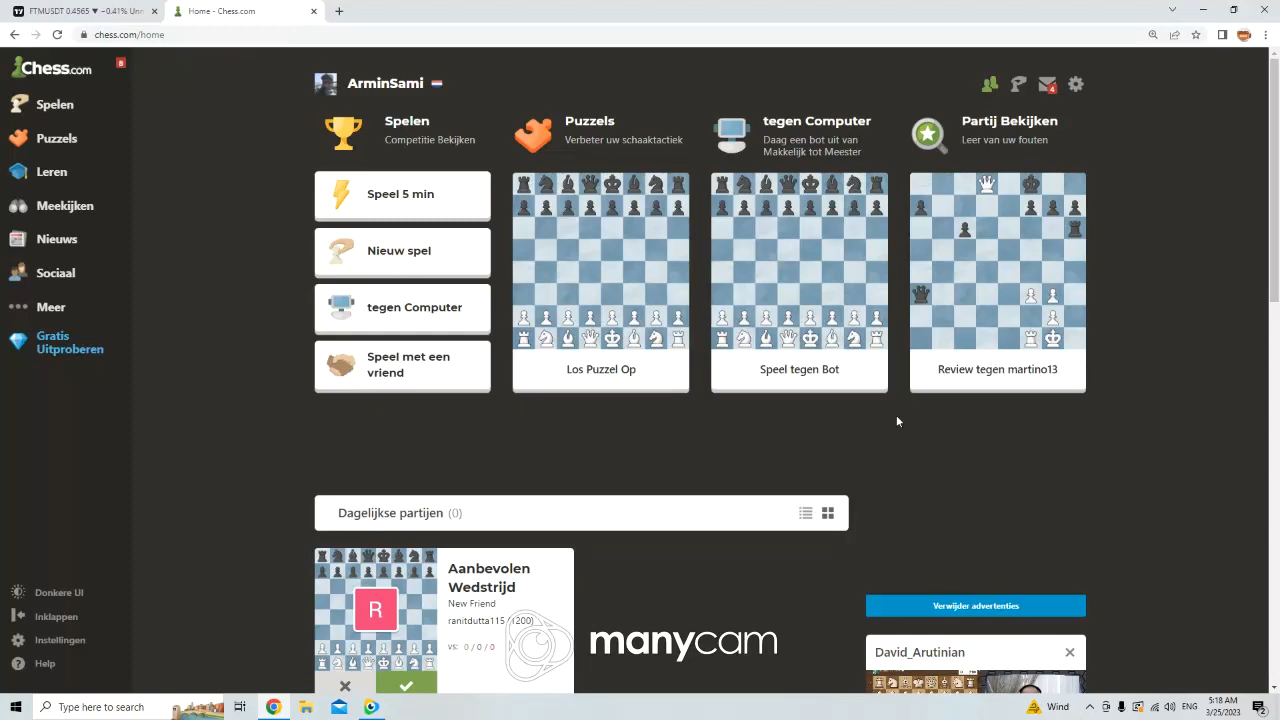 FTMUSDT 0.4565 ▼ −0.41% Unn
Home - Chess.com
chess.com/home
Chess.com
8
Spelen
Puzzels
Leren
Meekijken
Nieuws
Sociaal
Meer
Gratis
Uitproberen
Donkere UI
Inklappen
Instellingen
Help
ArminSami
4
Spelen
Competitie Bekijken
Speel 5 min
Nieuw spel
tegen Computer
Speel met een
vriend
Puzzels
Verbeter uw schaaktactiek
Los Puzzel Op
tegen Computer
Daag een bot uit van
Makkelijk tot Meester
Speel tegen Bot
Partij Bekijken
Leer van uw fouten
Review tegen martino13
Dagelijkse partijen (0)
R
Aanbevolen
Wedstrijd
New Friend
ranitdutta115 (1200)
vs: 0 / 0 / 0
manycam
Verwijder advertenties
David_Arutinian
Type here to search
Wind
ENG
5:18 AM
3/25/2023
2